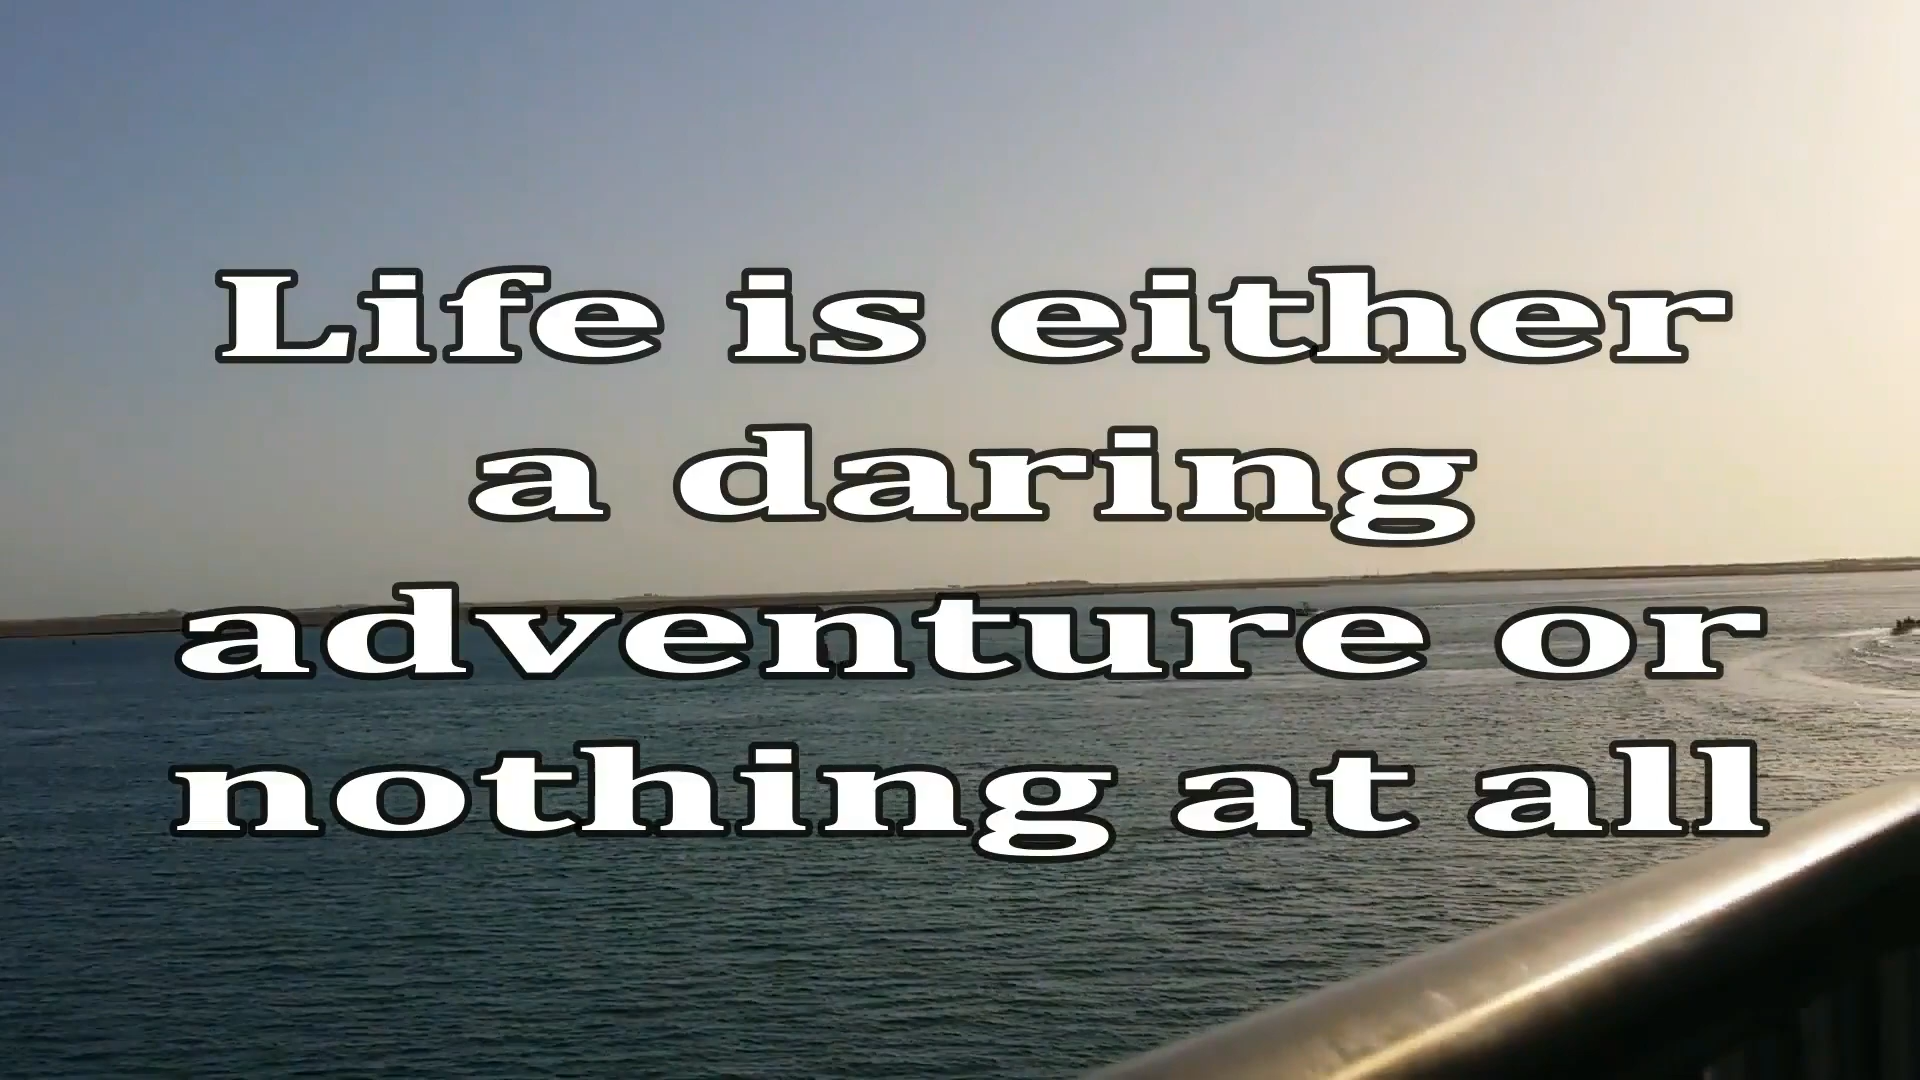 Life is either
a daring
adventure or
nothing at all